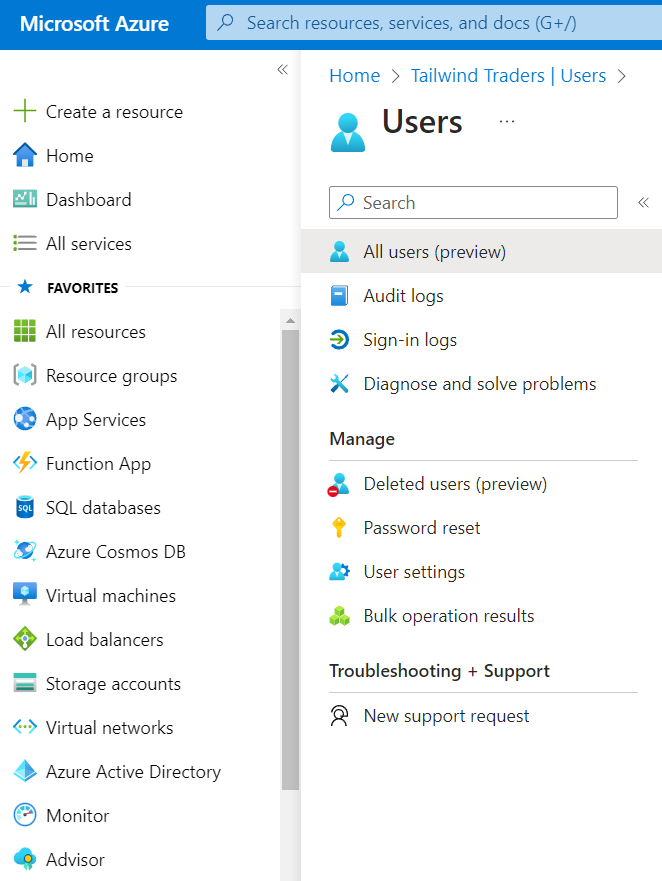 Microsoft Azure
Search resources, services, and docs (G+/)
Create a resource
Home
Dashboard
All services
FAVORITES
All resources
Resource groups
App Services
Function App
SQL databases
Azure Cosmos DB
Virtual machines
Load balancers
Storage accounts
Virtual networks
Azure Active Directory
Monitor
Advisor
Home > Tailwind Traders | Users >
Users ...
Search
All users (preview)
Audit logs
Sign-in logs
Diagnose and solve problems
Manage
Deleted users (preview)
Password reset
User settings
Bulk operation results
Troubleshooting + Support
New support request